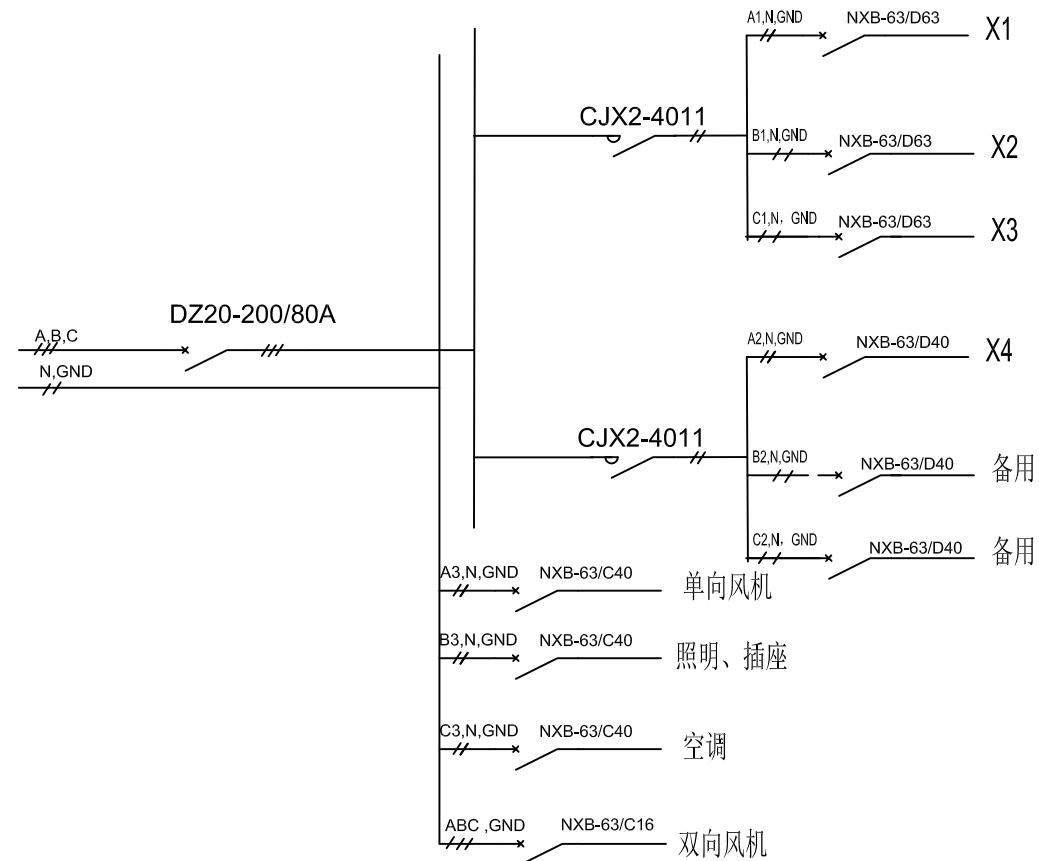 A1,N,GND NXB-63/D63 X1
CJX2-4011
B1,N,GND NXB-63/D63 X2
C1,N，GND NXB-63/D63 X3
DZ20-200/80A
A,B,C
N,GND
A2,N,GND NXB-63/D40 X4
CJX2-4011
B2,N,GND NXB-63/D40 备用
C2,N，GND NXB-63/D40 备用
A3,N,GND NXB-63/C40 单向风机
B3,N,GND NXB-63/C40 照明、插座
C3,N,GND NXB-63/C40 空调
ABC ,GND NXB-63/C16 双向风机